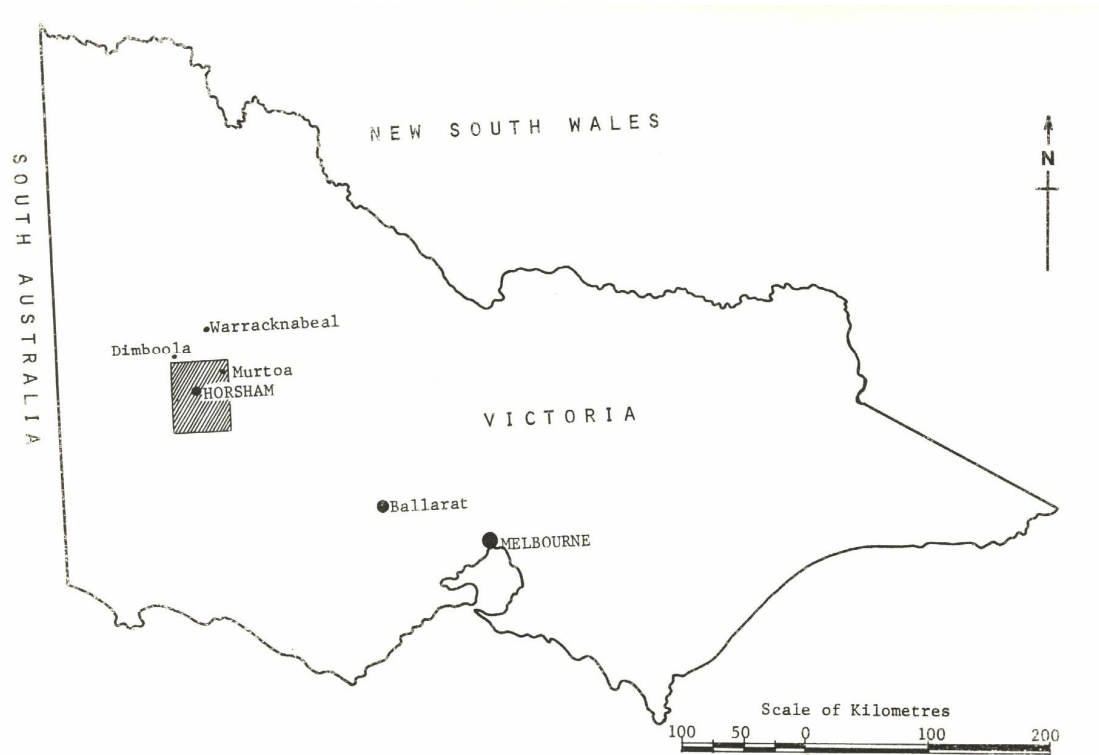 NEW SOUTH WALES
N
SOUTH AUSTRALIA
Warracknabeal
Dimboola
Murtoa
HORSHAM
VICTORIA
Ballarat
MELBOURNE
Scale of Kilometres
100 50 0 100 200